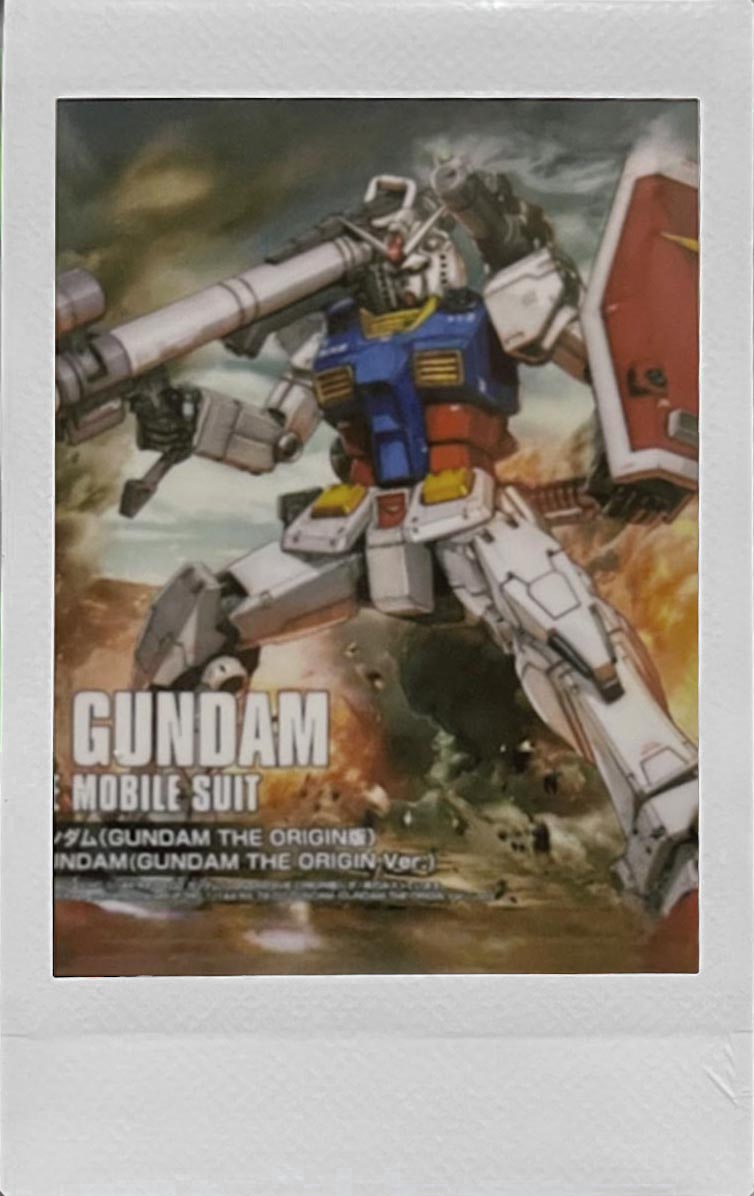 GUNDAM
MOBILE SUIT
ンダム(GUNDAM THE ORIGIN版)
UNDAM(GUNDAM THE ORIGIN Ver.)